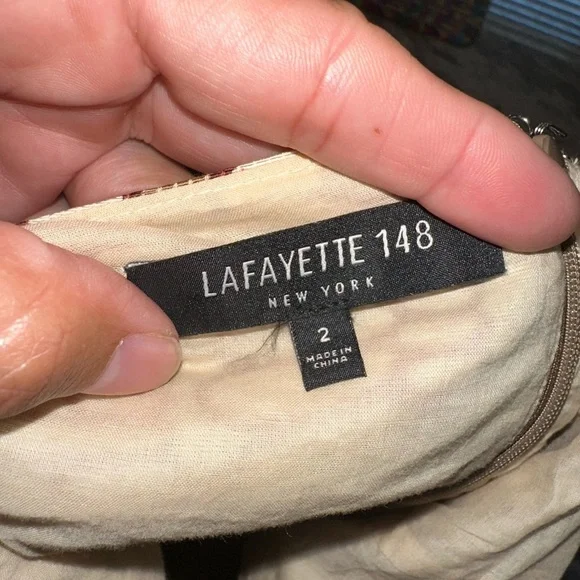 LAFAYETTE 148
NEW YORK
2
MADE IN
CHINA